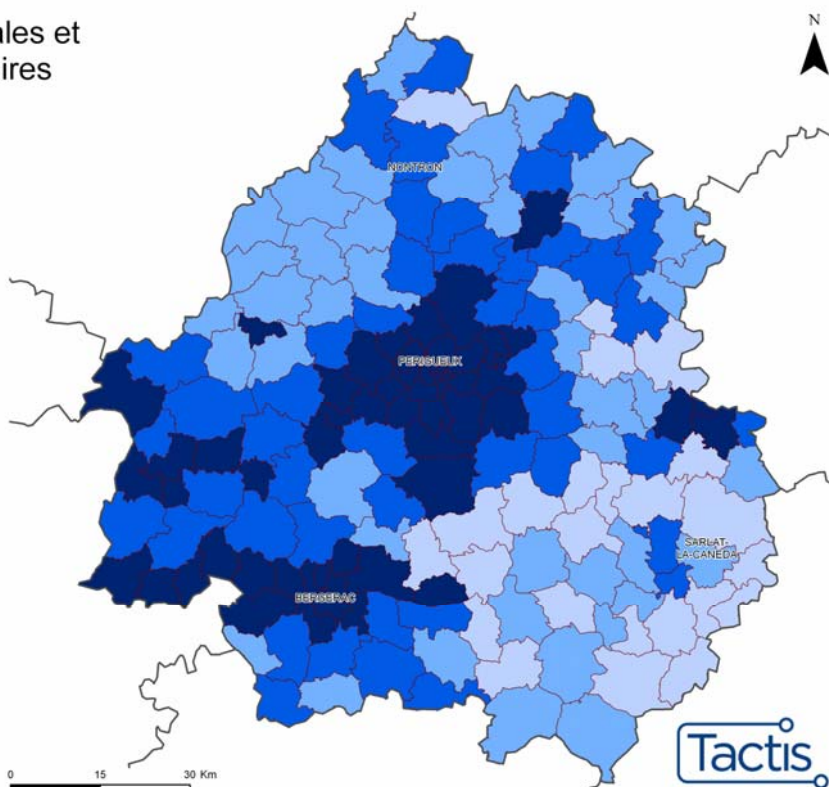 ales et
ires
N
NONTRON
PERIGUEUX
SARLAT-
LA-CANEDA
BERGERAC
0 15 30 Km
Tactis